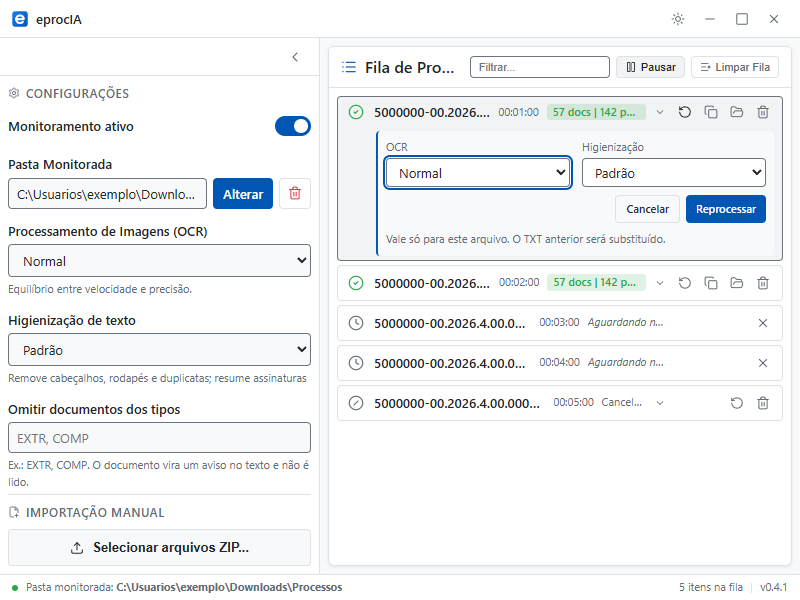 e eprocIA
CONFIGURAÇÕES
Monitoramento ativo
Pasta Monitorada
C:\Usuarios\exemplo\Downlo... Alterar
Processamento de Imagens (OCR)
Normal
Equilíbrio entre velocidade e precisão.
Higienização de texto
Padrão
Remove cabeçalhos, rodapés e duplicatas; resume assinaturas
Omitir documentos dos tipos
EXTR, COMP
Ex.: EXTR, COMP. O documento vira um aviso no texto e não é
lido.
IMPORTAÇÃO MANUAL
Selecionar arquivos ZIP...
Fila de Pro... Filtrar... Pausar Limpar Fila
5000000-00.2026.... 00:01:00 57 docs | 142 p...
OCR Higienização
Normal Padrão
Cancelar Reprocessar
Vale só para este arquivo. O TXT anterior será substituído.
5000000-00.2026.... 00:02:00 57 docs | 142 p...
5000000-00.2026.4.00.0... 00:03:00 Aguardando n...
5000000-00.2026.4.00.0... 00:04:00 Aguardando n...
5000000-00.2026.4.00.000... 00:05:00 Cancel...
Pasta monitorada: C:\Usuarios\exemplo\Downloads\Processos 5 itens na fila v0.4.1